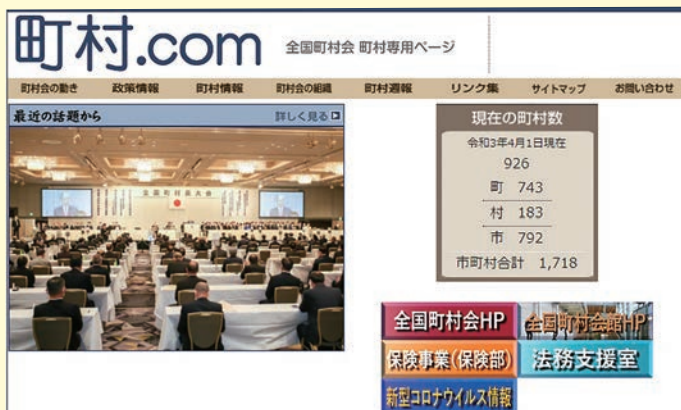 町村.com 全国町村会 町村専用ページ
町村会の動き 政策情報 町村情報 町村会の組織 町村週報 リンク集 サイトマップ お問い合わせ
最近の話題から 詳しく見る
全国町村長大会
現在の町村数
令和3年4月1日現在
926
町 743
村 183
市 792
市町村合計 1,718
全国町村会HP 全国町村会館HP
保険事業(保険部) 法務支援室
新型コロナウイルス情報